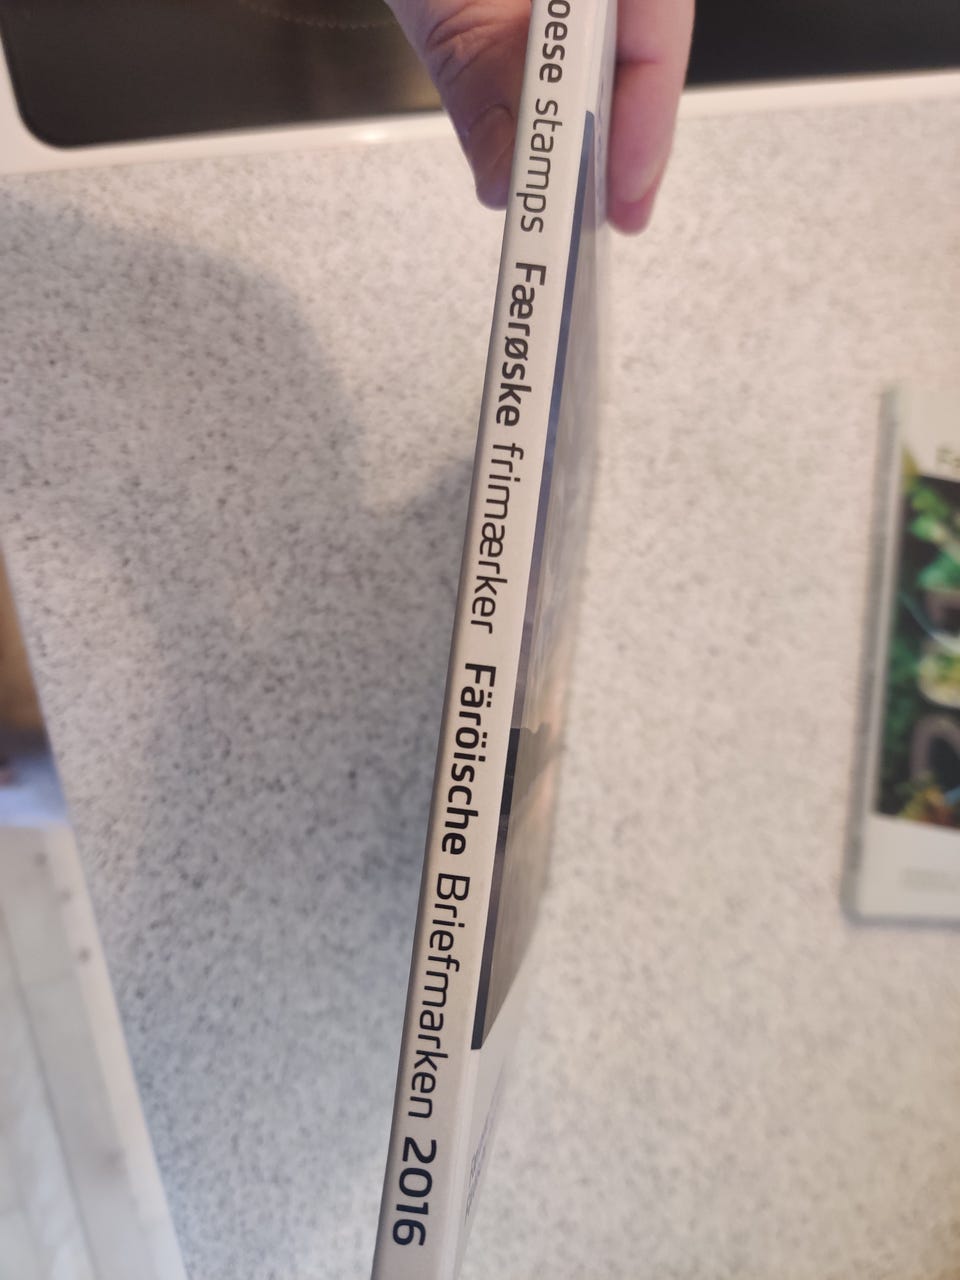 oese stamps Færøske frimærker Färöische Briefmarken 2016